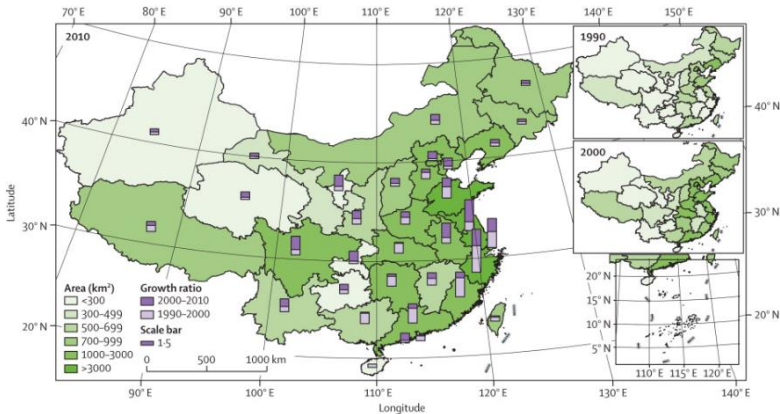 70° E 80° E 90° E 100° E 110° E 120° E 130° E 150° E
2010
1990
2000
40° N
30° N
20° N
Latitude
40° N
30° N
20° N
Area (km²)
<300
300–499
500–699
700–999
1000–3000
>3000
Growth ratio
2000–2010
1990–2000
Scale bar
1·5
0 500 1000 km
20° N
15° N
10° N
5° N
110° E 115° E 120° E
90° E 100° E 110° E 120° E 130° E 140° E
Longitude